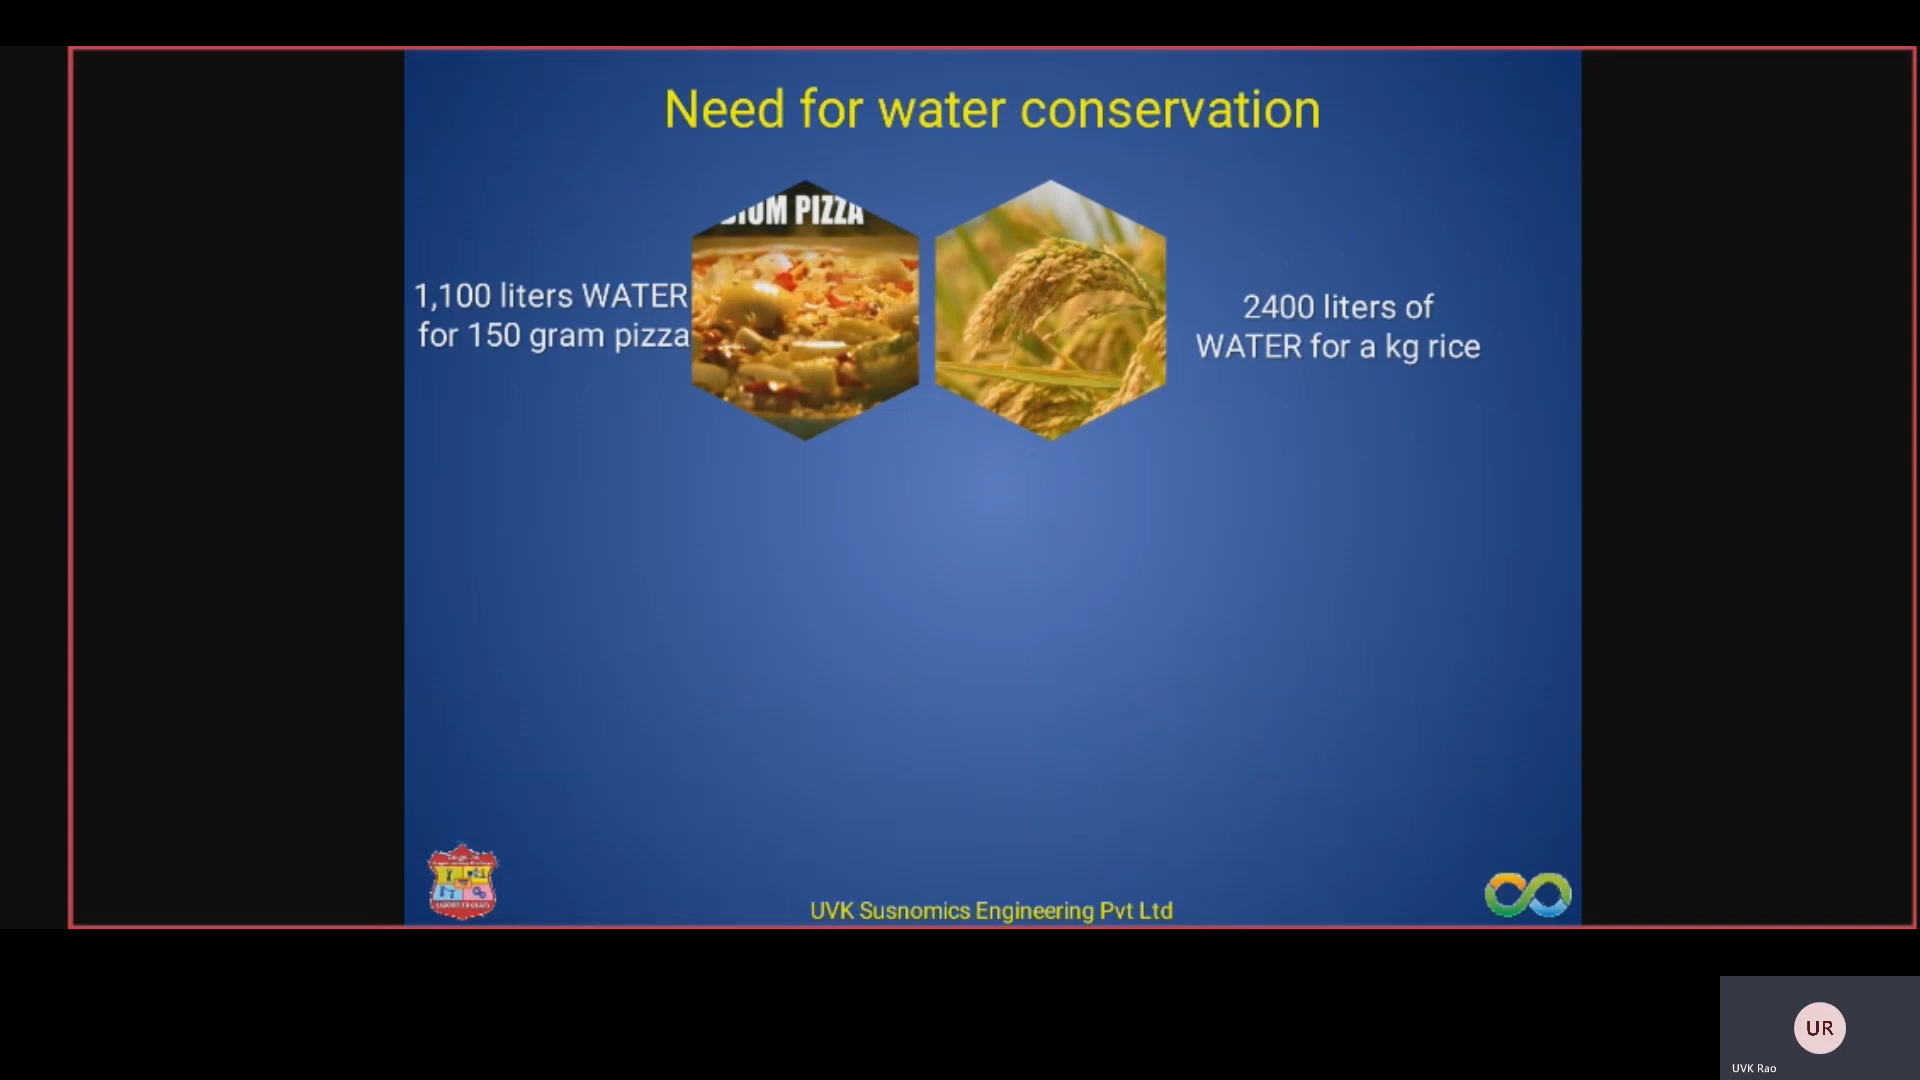 Need for water conservation
PIZZA
1,100 liters WATER
for 150 gram pizza
2400 liters of
WATER for a kg rice
UVK Susnomics Engineering Pvt Ltd
UR
UVK Rao